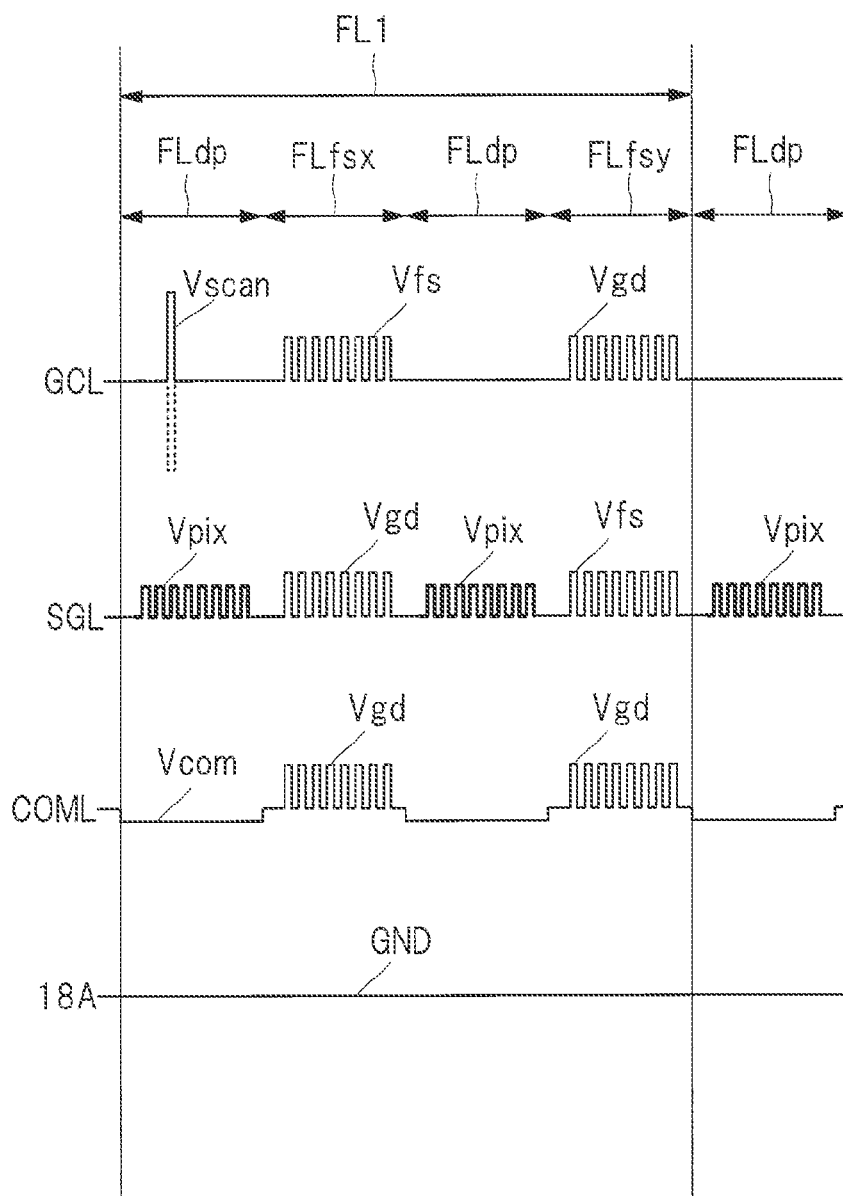 FL1
FLdp FLfsx FLdp FLfsy FLdp
Vscan Vfs Vgd
GCL
Vpix Vgd Vpix Vfs Vpix
SGL
Vgd Vgd
Vcom
COML
GND
18A